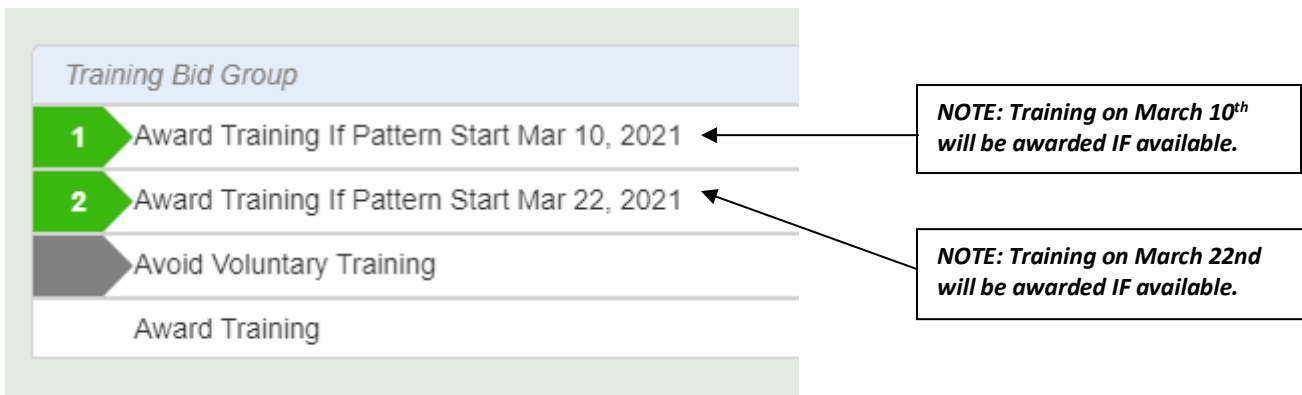 Training Bid Group
1 Award Training If Pattern Start Mar 10, 2021
NOTE: Training on March 10th
will be awarded IF available.
2 Award Training If Pattern Start Mar 22, 2021
Avoid Voluntary Training
NOTE: Training on March 22nd
will be awarded IF available.
Award Training